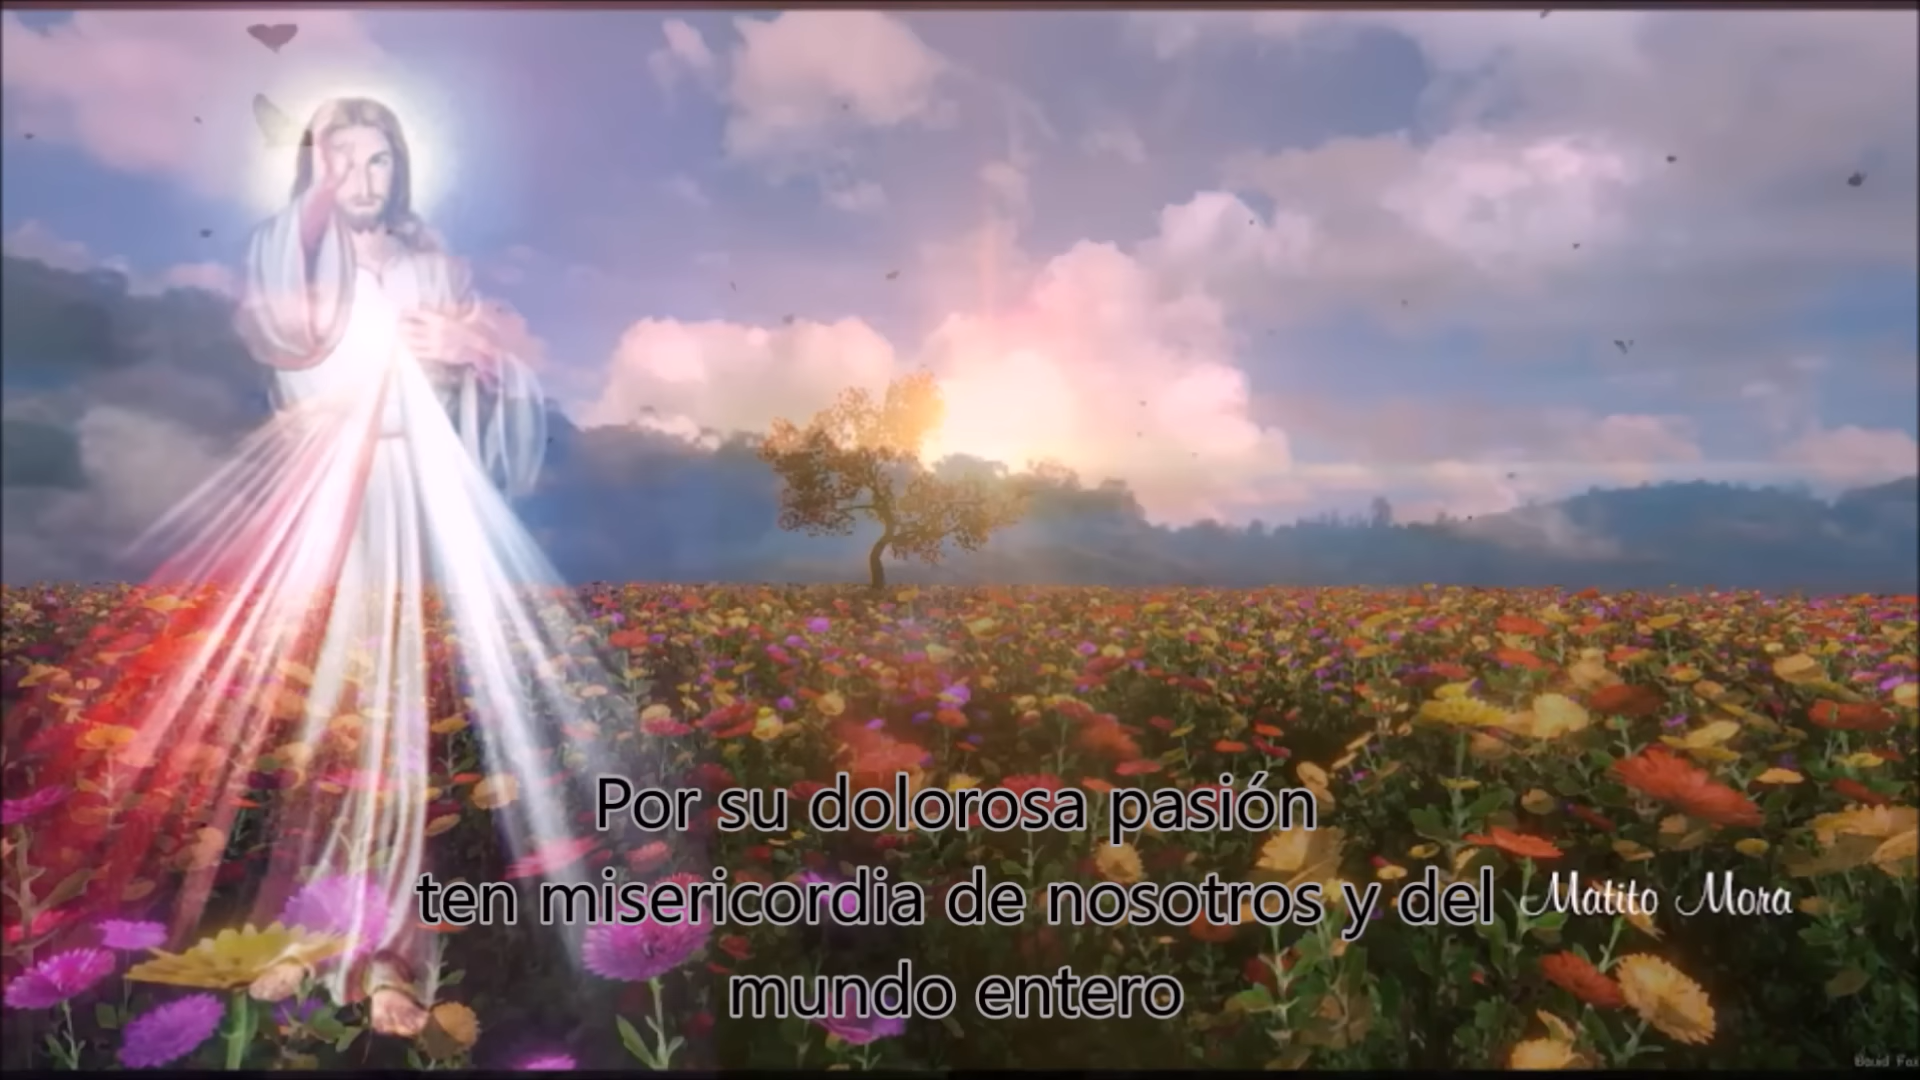 Por su dolorosa pasión
ten misericordia de nosotros y del
mundo entero
Matito Mora